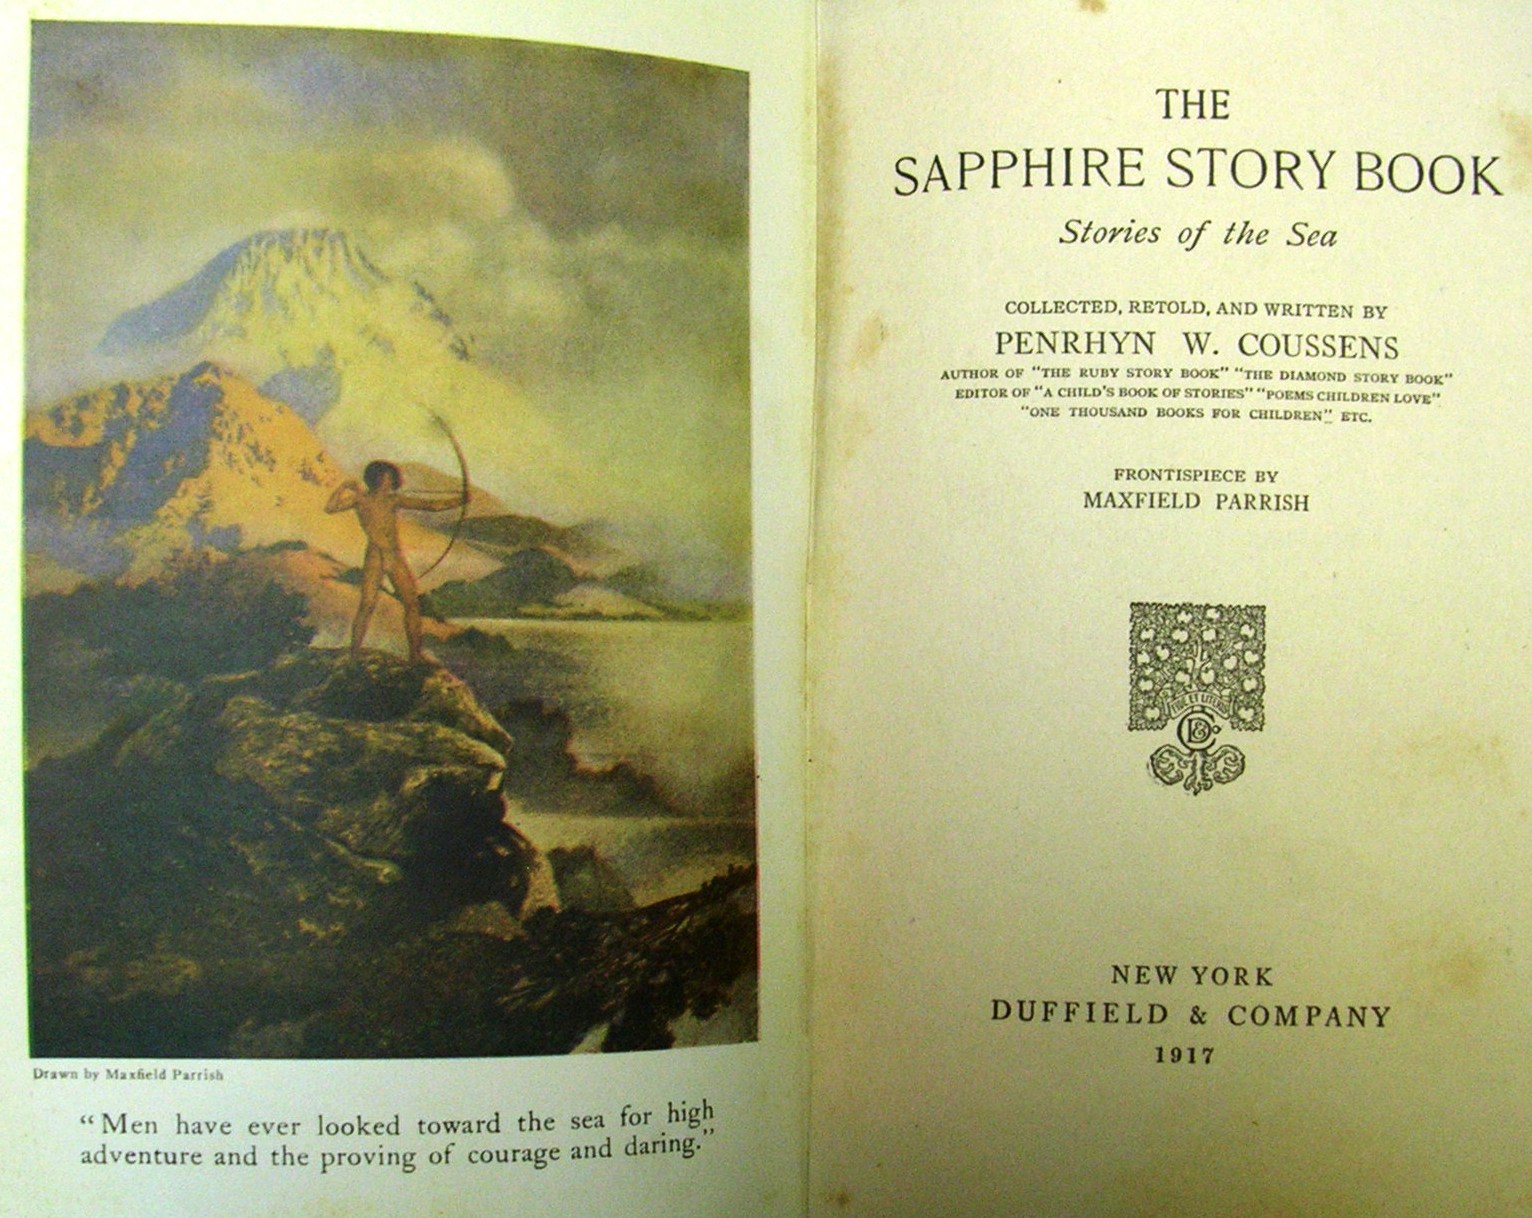 Drawn by Maxfield Parrish
“Men have ever looked toward the sea for high
adventure and the proving of courage and daring.”
THE
SAPPHIRE STORY BOOK
Stories of the Sea
COLLECTED, RETOLD, AND WRITTEN BY
PENRHYN W. COUSSENS
AUTHOR OF "THE RUBY STORY BOOK" "THE DIAMOND STORY BOOK"
EDITOR OF "A CHILD'S BOOK OF STORIES" "POEMS CHILDREN LOVE"
"ONE THOUSAND BOOKS FOR CHILDREN" ETC.
FRONTISPIECE BY
MAXFIELD PARRISH
NEW YORK
DUFFIELD & COMPANY
1917